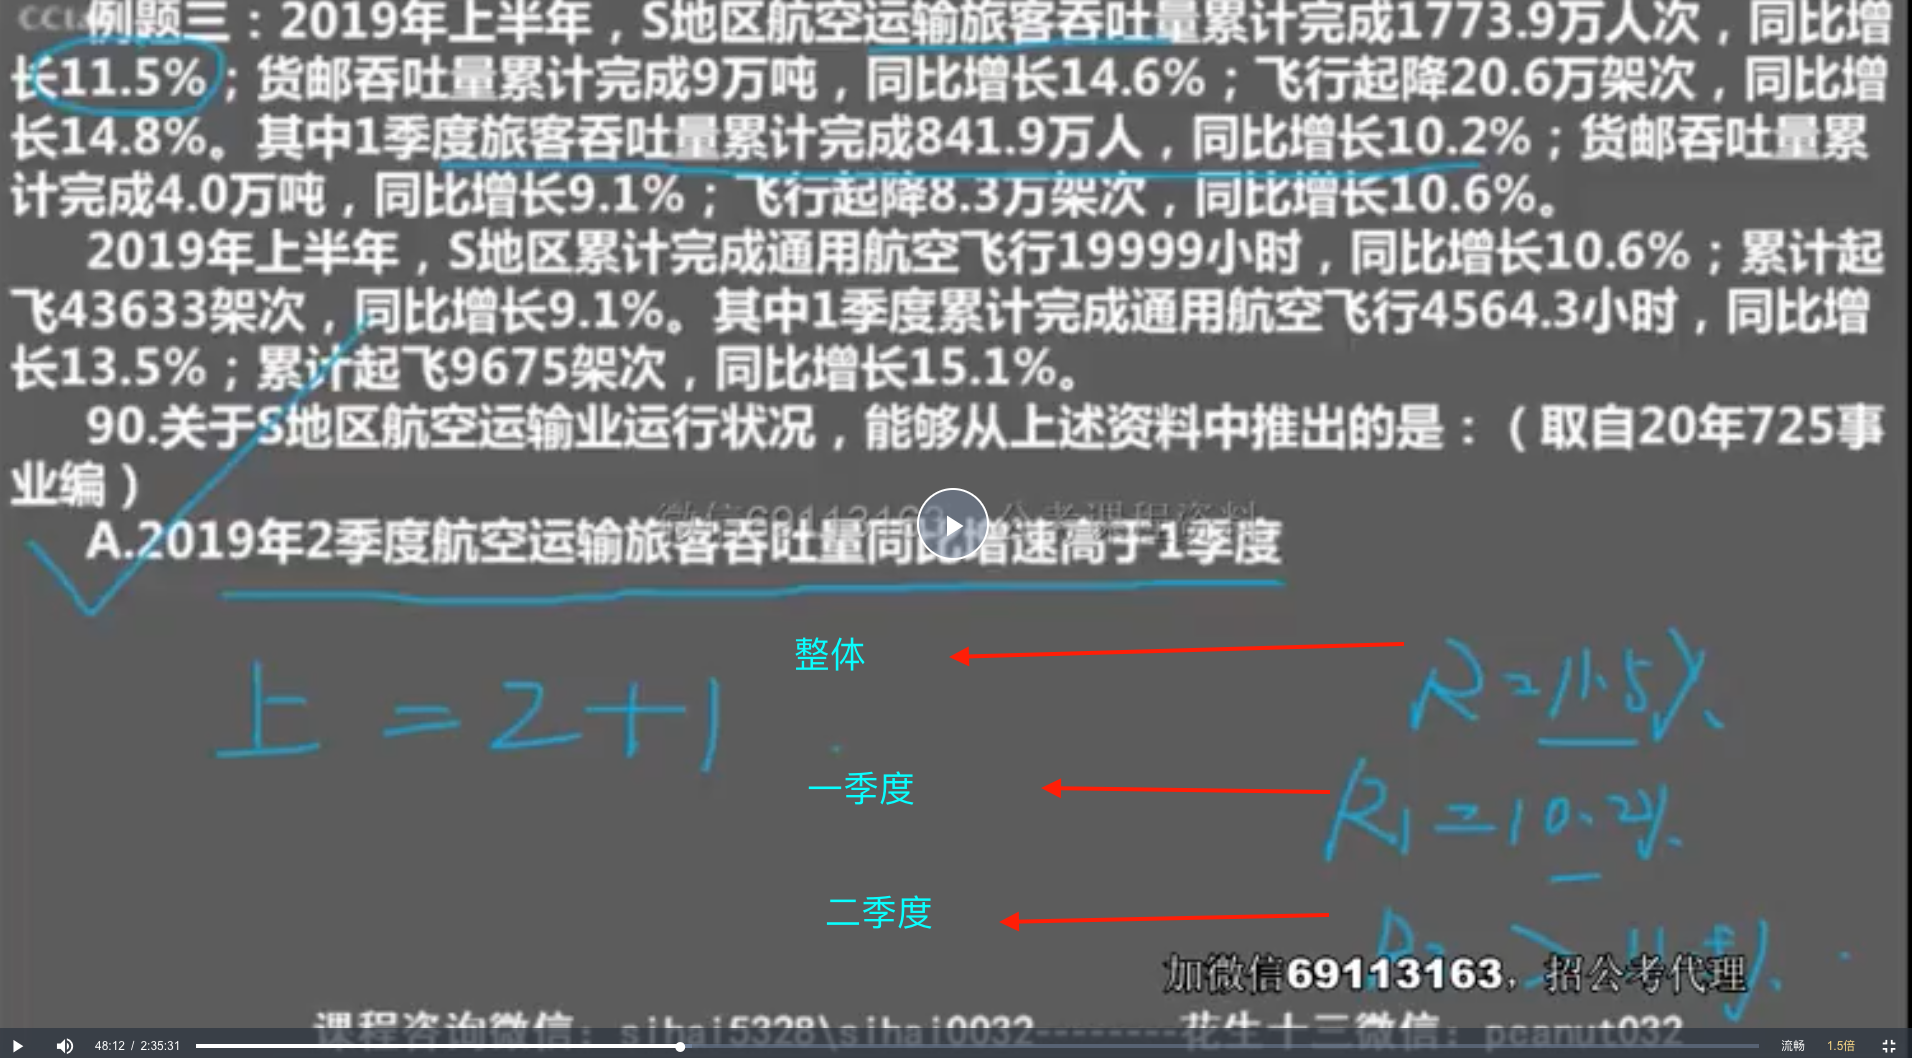 例题三：2019年上半年，S地区航空运输旅客吞吐量累计完成1773.9万人次，同比增
长11.5%；货邮吞吐量累计完成9万吨，同比增长14.6%；飞行起降20.6万架次，同比增
长14.8%。其中1季度旅客吞吐量累计完成841.9万人，同比增长10.2%；货邮吞吐量累
计完成4.0万吨，同比增长9.1%；飞行起降8.3万架次，同比增长10.6%。
2019年上半年，S地区累计完成通用航空飞行19999小时，同比增长10.6%；累计起
飞43633架次，同比增长9.1%。其中1季度累计完成通用航空飞行4564.3小时，同比增
长13.5%；累计起飞9675架次，同比增长15.1%。
90.关于S地区航空运输业运行状况，能够从上述资料中推出的是：（取自20年725事
业编）
A.2019年2季度航空运输旅客吞吐量同比增速高于1季度
整体
R=11.5%
上=2+1
一季度
R1=10.2%
二季度
R2 > 11.5%
加微信69113163，招公考代理
课程咨询微信：sihai5328\sihai0032--------花生十三微信：pcanut032
48:12 / 2:35:31
流畅
1.5倍